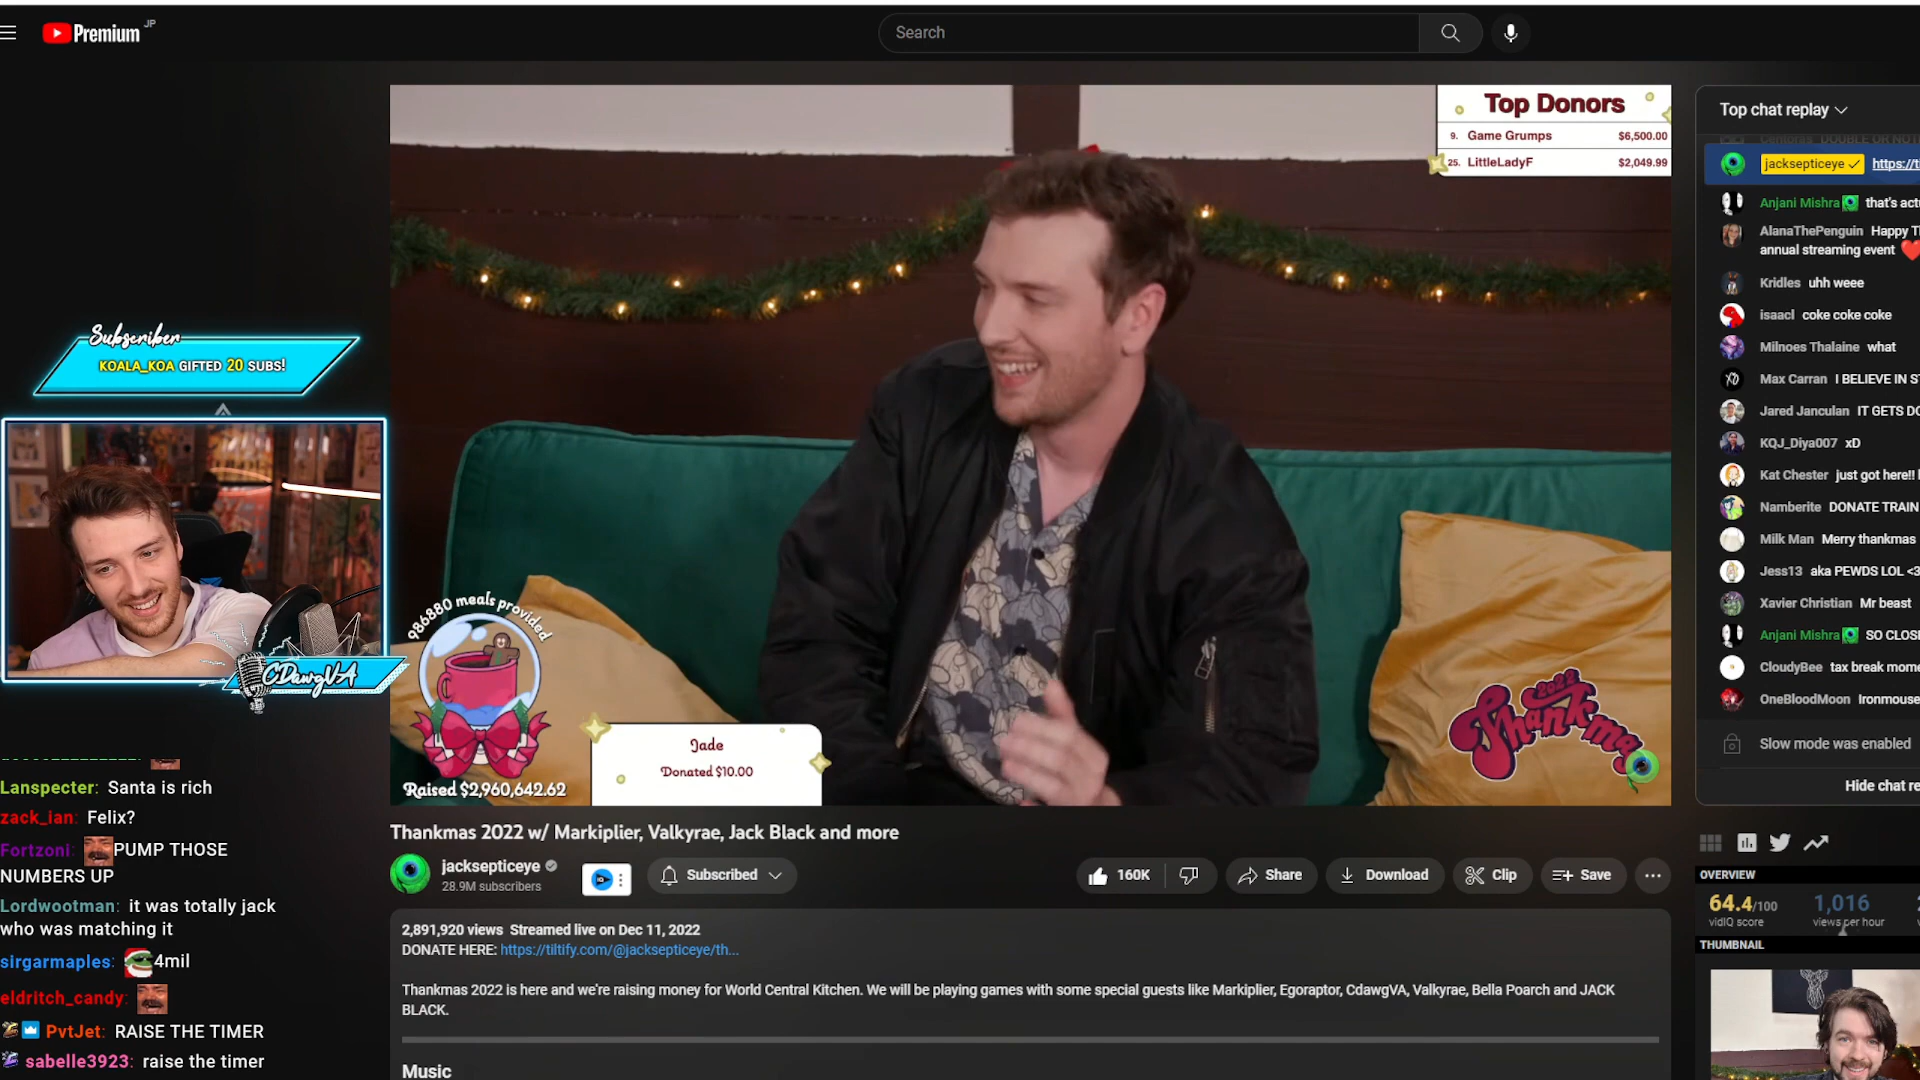 Premium JP
Search
Top Donors
9. Game Grumps $6,500.00
25. LittleLadyF $2,049.99
Subscriber
KOALA_KOA GIFTED 20 SUBS!
CDawgVA
Lanspecter: Santa is rich
zack_ian: Felix?
Fortzoni: PUMP THOSE
NUMBERS UP
Lordwootman: it was totally jack
who was matching it
sirgarmaples: 4mil
eldritch_candy:
PvtJet: RAISE THE TIMER
sabelle3923: raise the timer
986880 meals provided
Raised $2,960,642.62
Jade
Donated $10.00
2022
Thankmas
Thankmas 2022 w/ Markiplier, Valkyrae, Jack Black and more
jacksepticeye
28.9M subscribers
Subscribed
160K
Share
Download
Clip
Save
2,891,920 views Streamed live on Dec 11, 2022
DONATE HERE: https://tiltify.com/@jacksepticeye/th...
Thankmas 2022 is here and we're raising money for World Central Kitchen. We will be playing games with some special guests like Markiplier, Egoraptor, CdawgVA, Valkyrae, Bella Poarch and JACK
BLACK.
Music
Top chat replay
jacksepticeye https://ti
Anjani Mishra that's actu
AlanaThePenguin Happy T
annual streaming event
Kridles uhh weee
isaacl coke coke coke
Milnoes Thalaine what
Max Carran I BELIEVE IN S
Jared Janculan IT GETS DO
KQJ_Diya007 xD
Kat Chester just got here!!
Namberite DONATE TRAIN
Milk Man Merry thankmas
Jess13 aka PEWDS LOL <3
Xavier Christian Mr beast
Anjani Mishra SO CLOSE
CloudyBee tax break mome
OneBloodMoon Ironmouse
Slow mode was enabled
Hide chat re
OVERVIEW
64.4/100 1,016
vidIQ score views per hour
THUMBNAIL